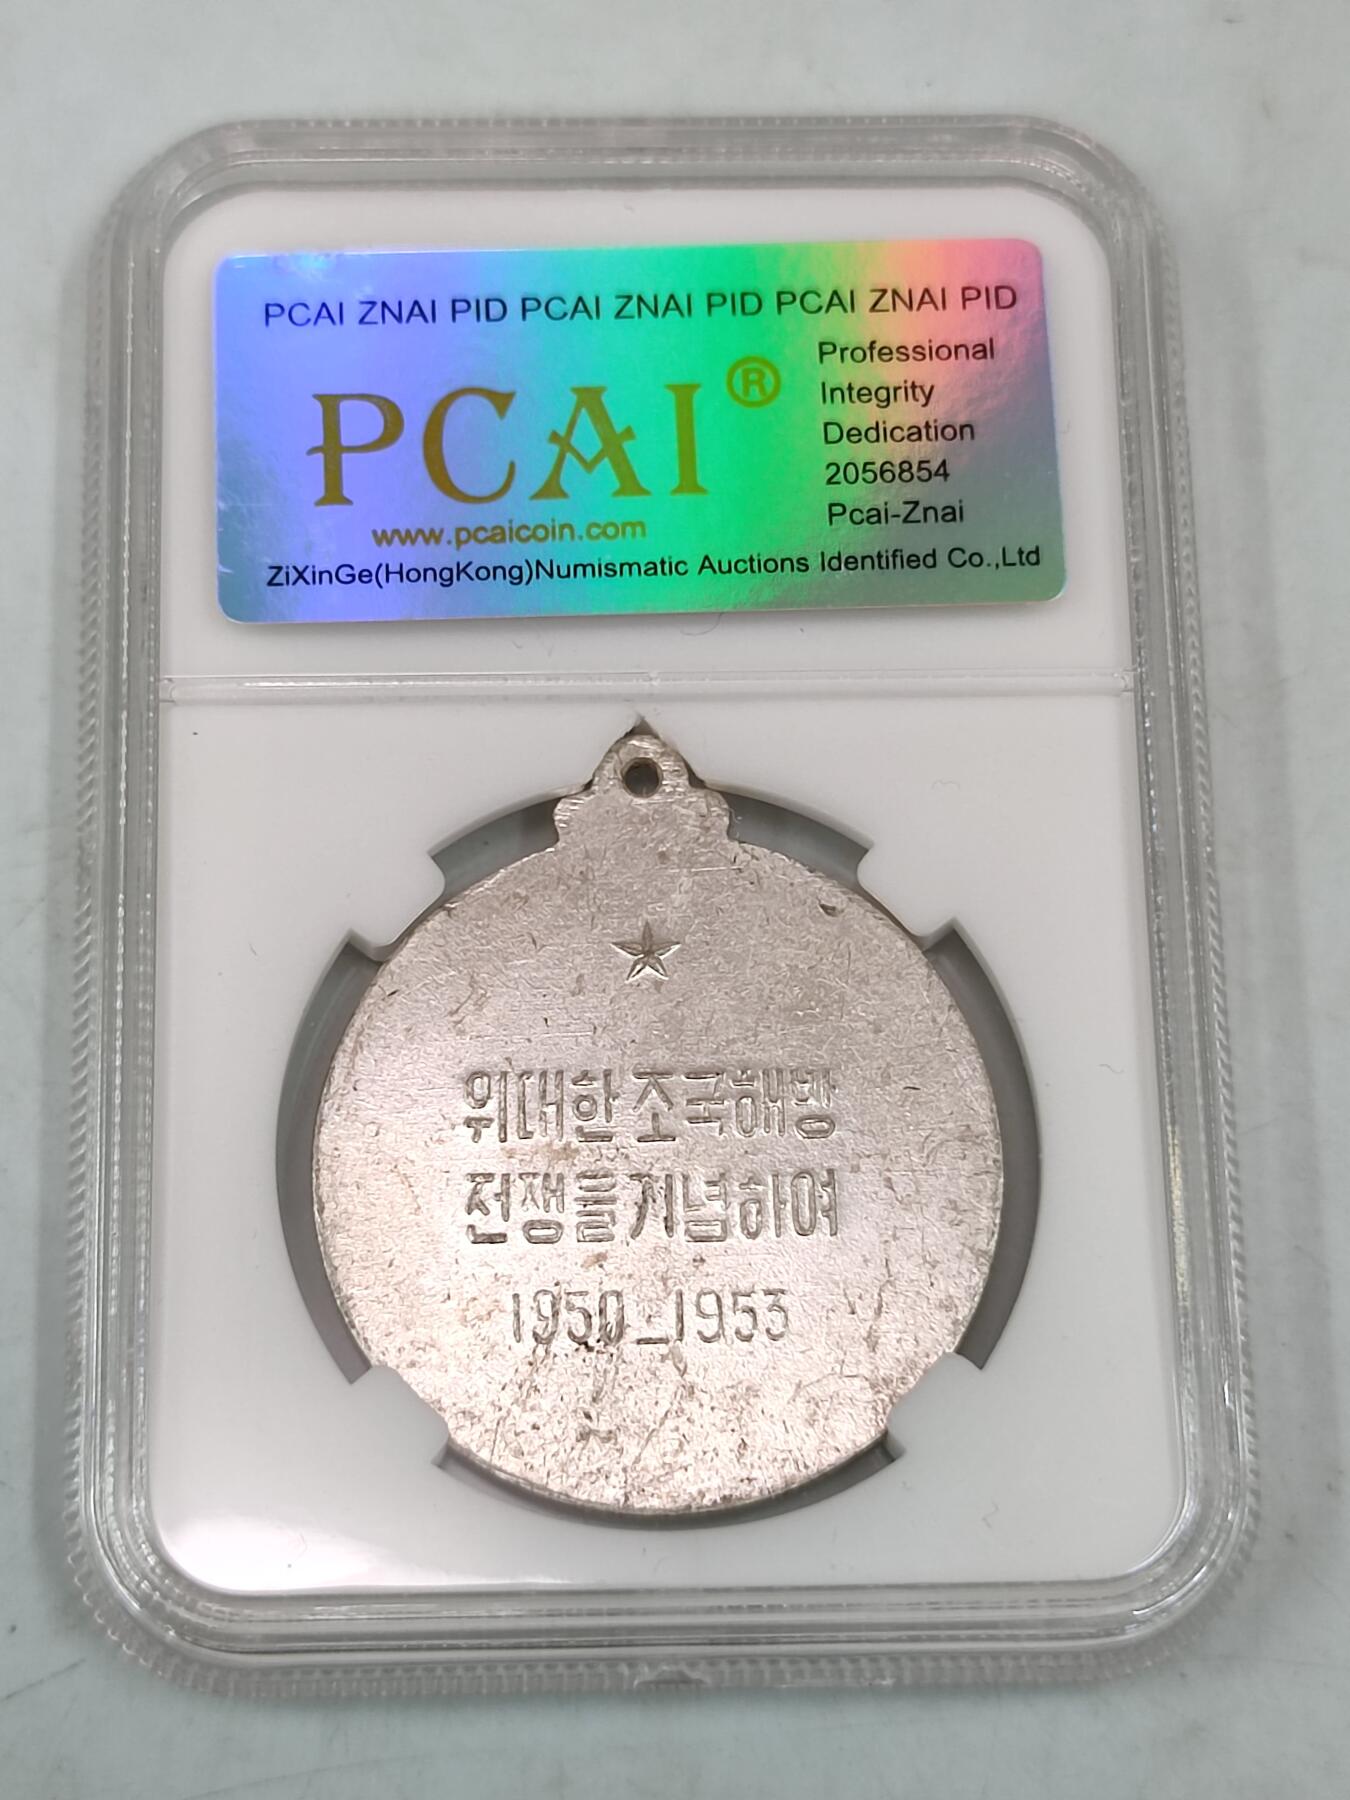 PCAI ZNAI PID PCAI ZNAI PID PCAI ZNAI PID
PCAI®
www.pcaicoin.com
Professional
Integrity
Dedication
2056854
Pcai-Znai
ZiXinGe(HongKong)Numismatic Auctions Identified Co.,Ltd
위대한 조국해방
전쟁을 기념하여
1950_1953